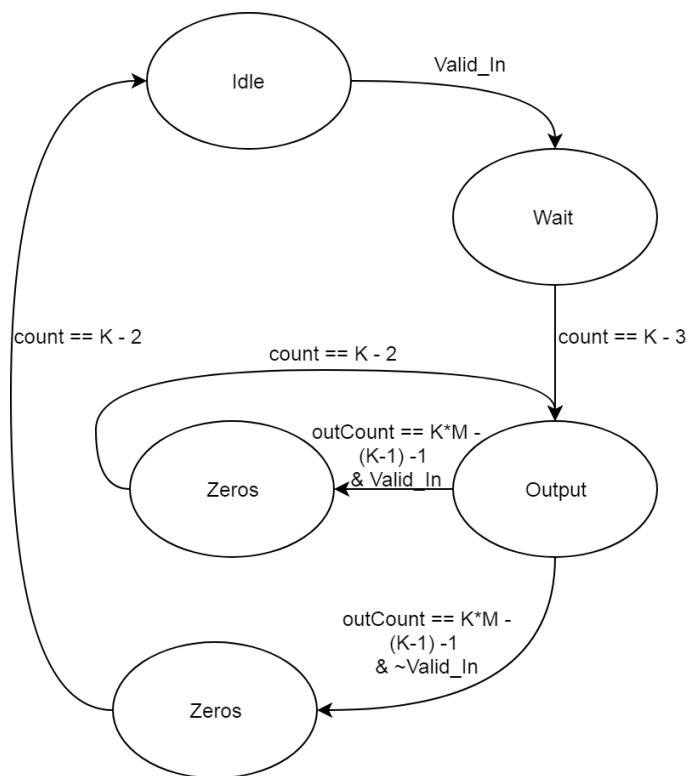 Idle
Valid_In
Wait
count == K - 2
count == K - 2
count == K - 3
outCount == K*M -
(K-1) -1
& Valid_In
Zeros
Output
outCount == K*M -
(K-1) -1
& ~Valid_In
Zeros